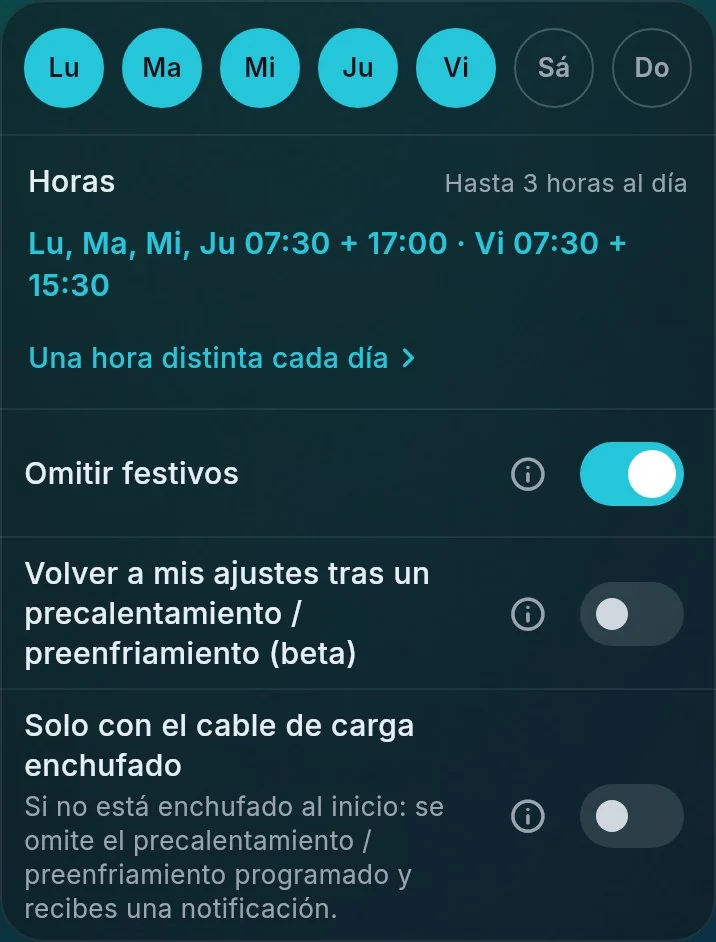 Lu Ma Mi Ju Vi Sá Do
Horas Hasta 3 horas al día
Lu, Ma, Mi, Ju 07:30 + 17:00 · Vi 07:30 +
15:30
Una hora distinta cada día >
Omitir festivos
Volver a mis ajustes tras un
precalentamiento /
preenfriamiento (beta)
Solo con el cable de carga
enchufado
Si no está enchufado al inicio: se
omite el precalentamiento /
preenfriamiento programado y
recibes una notificación.